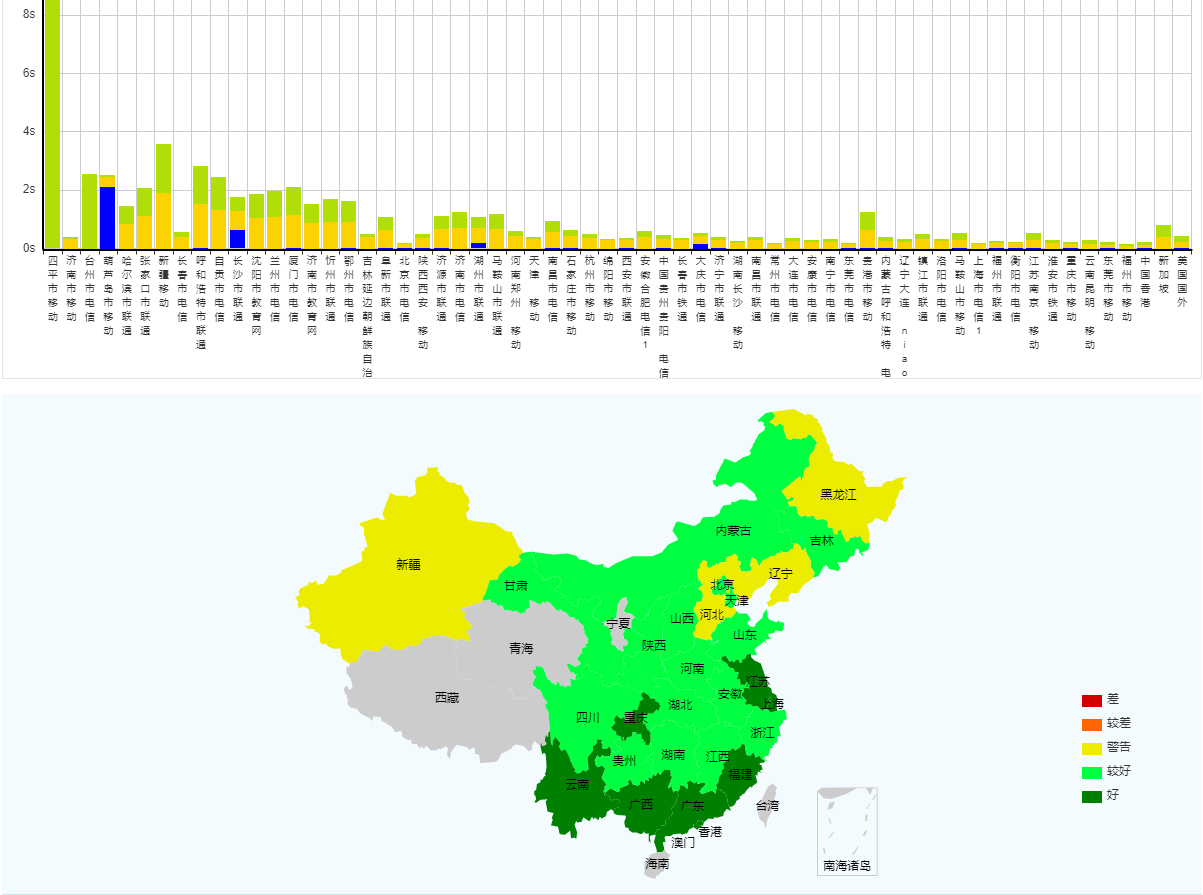 8s
6s
4s
2s
0s
四平市移动
济南市移动
台州市电信
葫芦岛市移动
哈尔滨市联通
张家口市联通
新疆移动
长春市电信
呼和浩特市联通
自贡市电信
长沙市联通
沈阳市教育网
兰州市电信
厦门市电信
济南市教育网
忻州市联通
鄂州市电信
吉林延边朝鲜族自治
阜新市联通
北京市电信
陕西西安 移动
济源市联通
济南市电信
湖州市联通
马鞍山市联通
河南郑州 移动
天津 移动
南昌市电信
石家庄市移动
杭州市移动
绵阳市移动
西安市联通
安徽合肥电信1
中国贵州贵阳 电信
长春市铁通
大庆市电信
济宁市联通
湖南长沙 移动
南昌市联通
常州市电信
大连市电信
安康市电信
南宁市电信
东莞市电信
贵港市移动
内蒙古呼和浩特 电
辽宁大连 niao
镇江市联通
洛阳市电信
马鞍山市移动
上海市电信1
福州市联通
衡阳市电信
江苏南京 移动
淮安市铁通
重庆市移动
云南昆明 移动
东莞市移动
福州市移动
中国香港
新加坡
美国国外
黑龙江
内蒙古
吉林
新疆
辽宁
北京
甘肃
天津
河北
山西
宁夏
山东
青海
陕西
河南
江苏
西藏
安徽
上海
湖北
四川
重庆
浙江
湖南
江西
贵州
福建
云南
广西
广东
台湾
香港
澳门
海南
南海诸岛
差
较差
警告
较好
好